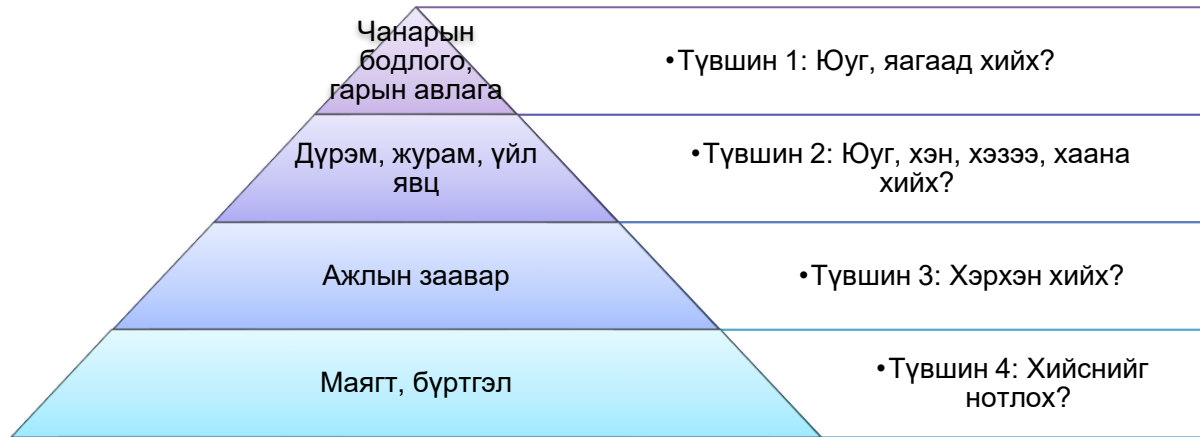 Чанарын
бодлого,
гарын авлага
•Түвшин 1: Юуг, яагаад хийх?
Дүрэм, журам, үйл
явц
•Түвшин 2: Юуг, хэн, хэзээ, хаана
хийх?
Ажлын заавар
•Түвшин 3: Хэрхэн хийх?
Маягт, бүртгэл
•Түвшин 4: Хийснийг
нотлох?